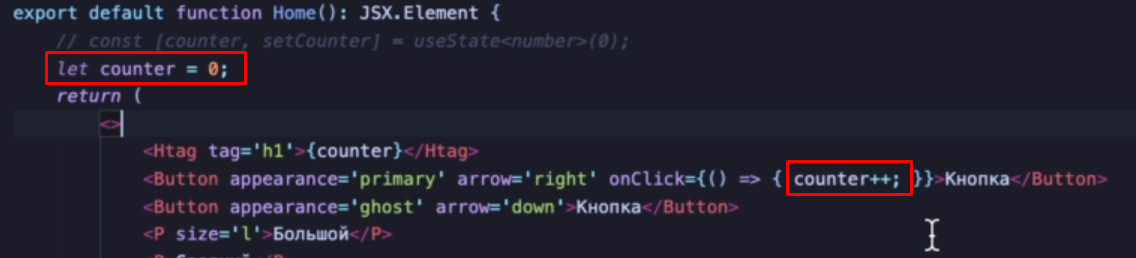 export default function Home(): JSX.Element {
// const [counter, setCounter] = useState<number>(0);
let counter = 0;
return (
<>
<Htag tag='h1'>{counter}</Htag>
<Button appearance='primary' arrow='right' onClick={() => { counter++; }}>Кнопка</Button>
<Button appearance='ghost' arrow='down'>Кнопка</Button>
<P size='l'>Большой</P>